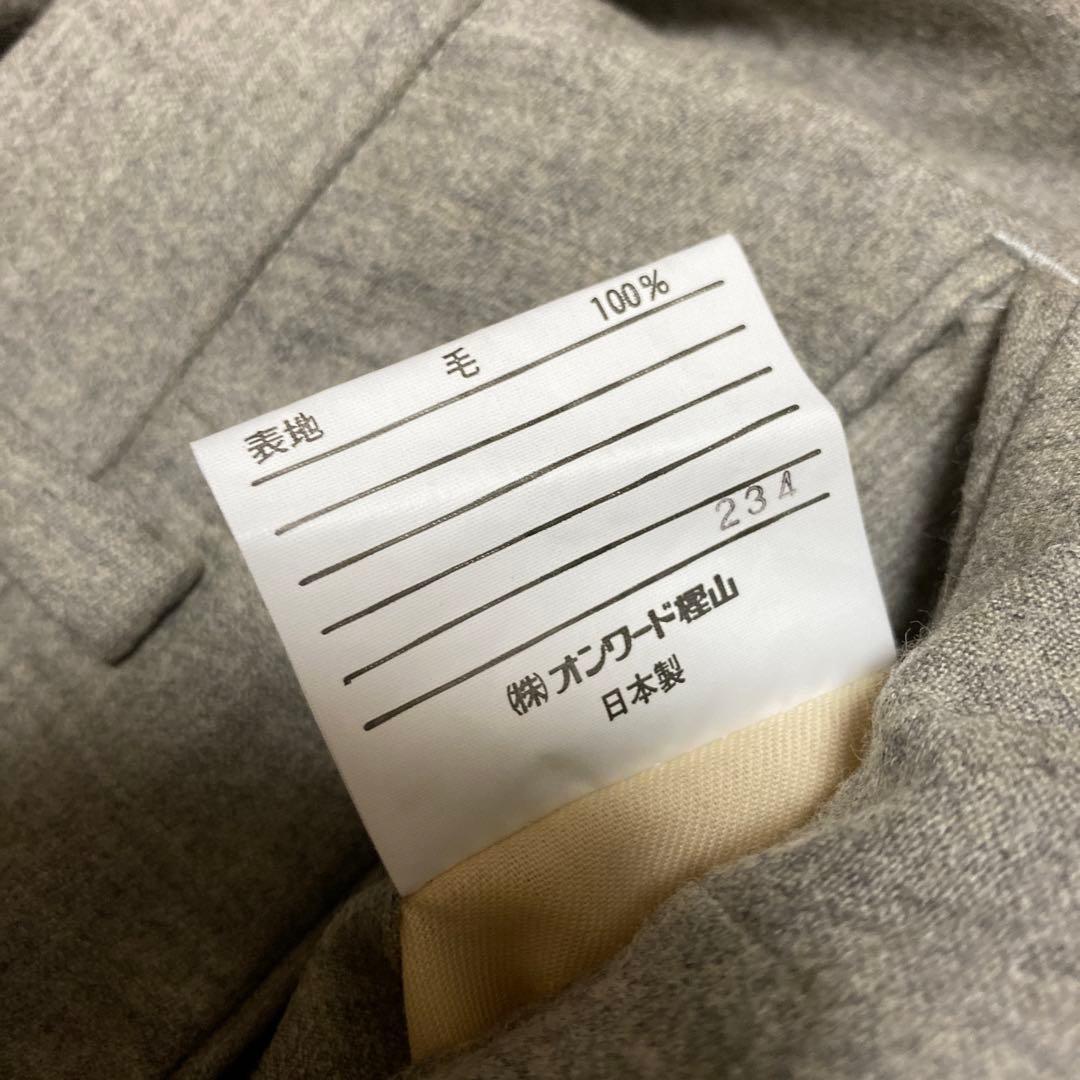 表地 毛 100%
234
(株)オンワード樫山
日本製